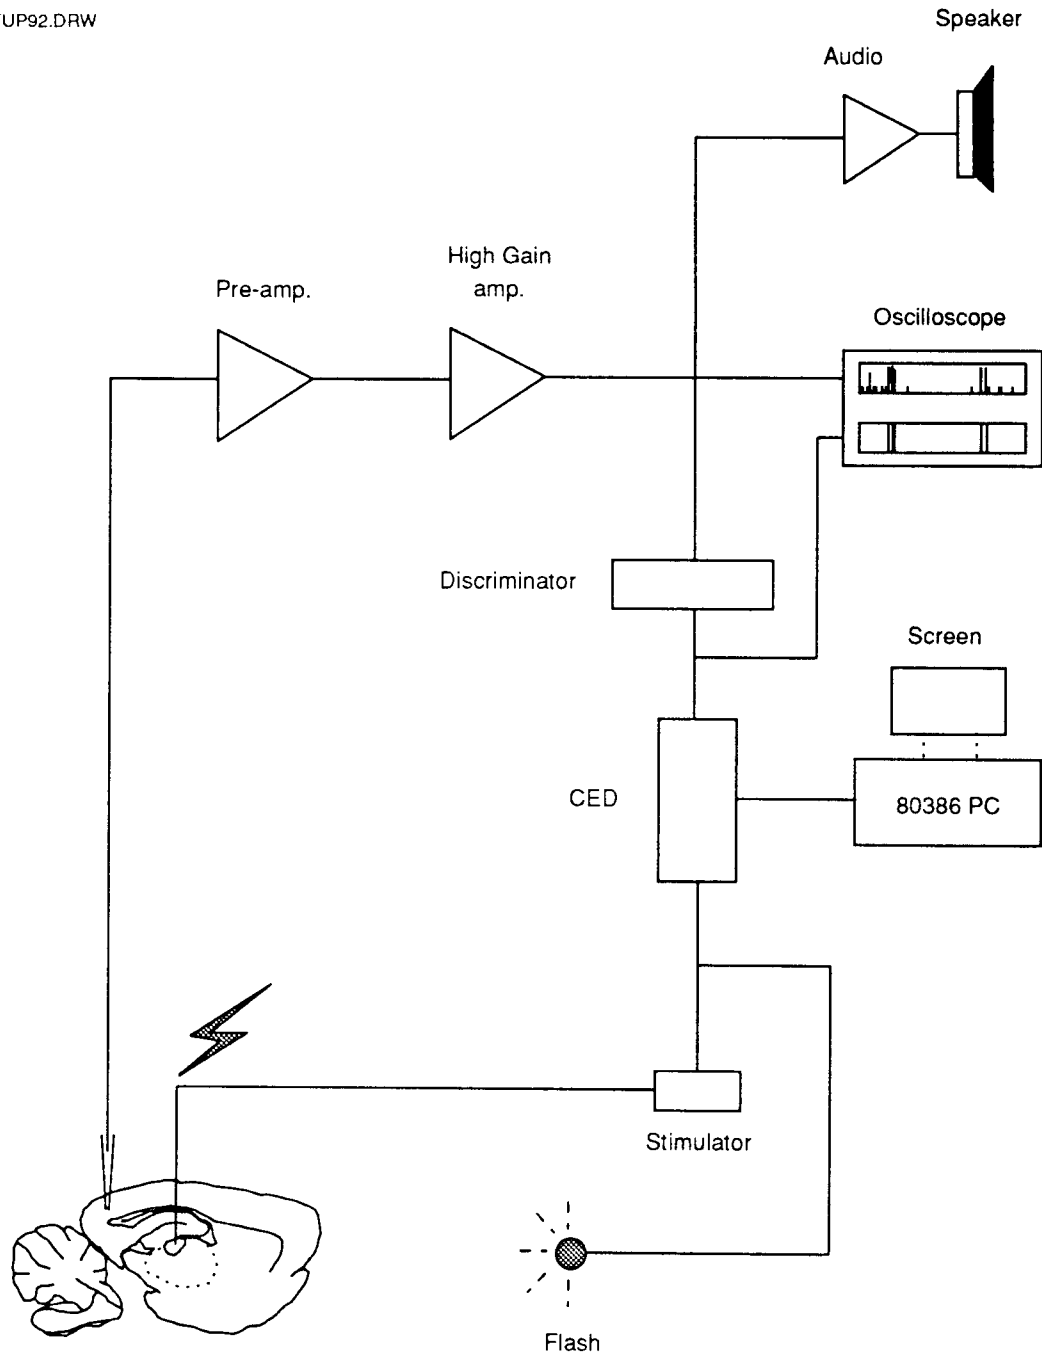 UP92.DRW
Speaker
Audio
High Gain
amp.
Pre-amp.
Oscilloscope
Discriminator
Screen
CED
80386 PC
Stimulator
Flash